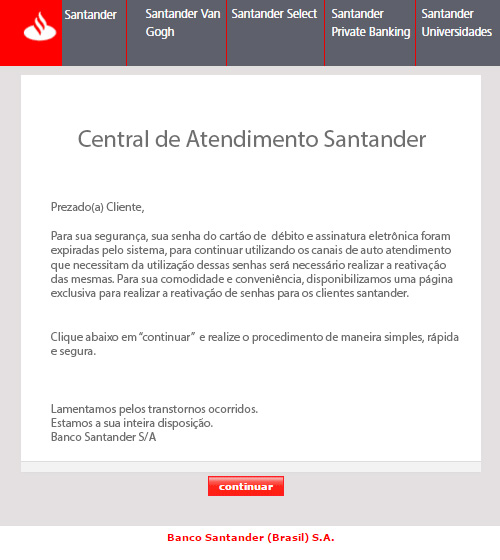 Santander
Santander Van
Gogh
Santander Select
Santander
Private Banking
Santander
Universidades
Central de Atendimento Santander
Prezado(a) Cliente,
Para sua segurança, sua senha do cartão de  débito e assinatura eletrônica foram
expiradas pelo sistema, para continuar utilizando os canais de auto atendimento
que necessitam da utilização dessas senhas será necessário realizar a reativação
das mesmas. Para sua comodidade e conveniência, disponibilizamos uma página
exclusiva para realizar a reativação de senhas para os clientes santander.
Clique abaixo em “continuar”  e realize o procedimento de maneira simples, rápida
e segura.
Lamentamos pelos transtornos ocorridos.
Estamos a sua inteira disposição.
Banco Santander S/A
continuar
Banco Santander (Brasil) S.A.